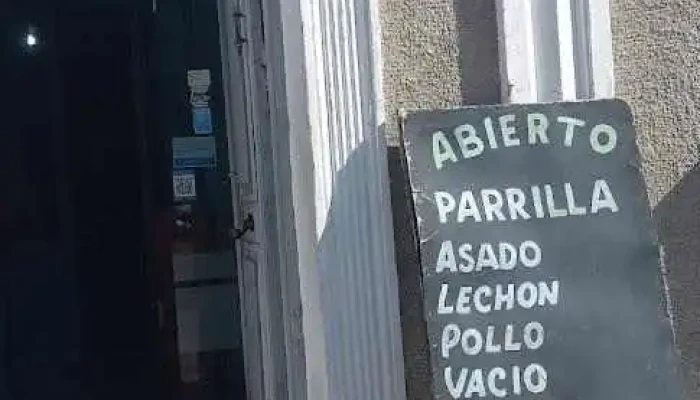 ABIERTO
PARRILLA
ASADO
LECHON
POLLO
VACIO